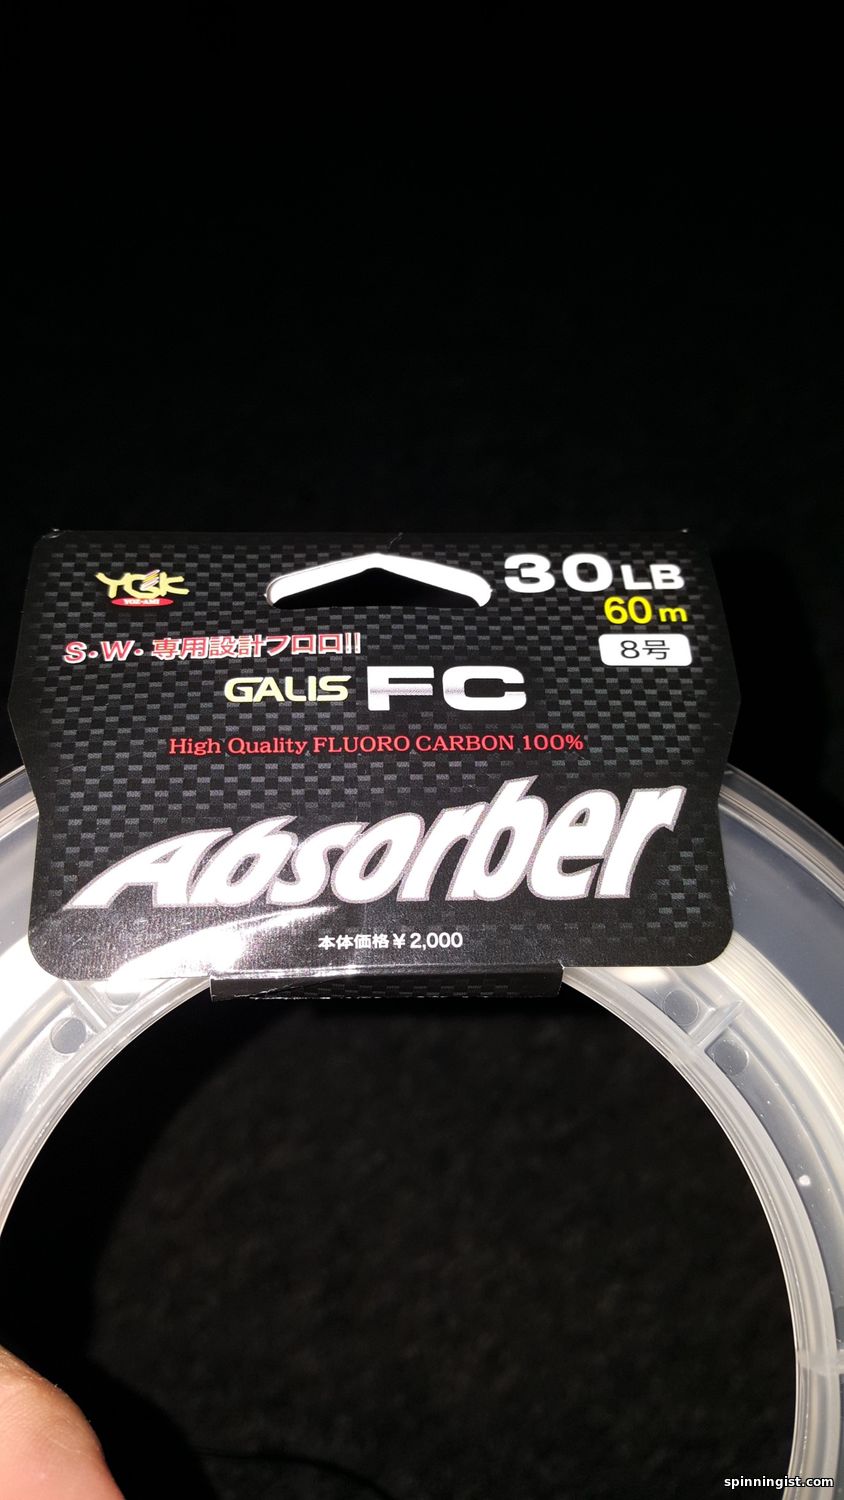 YGK
YOZ-AMI
30LB
60m
8号
S・W・専用設計フロロ!!
GALIS FC
High Quality FLUORO CARBON 100%
Absorber
本体価格¥2,000
spinningist.com